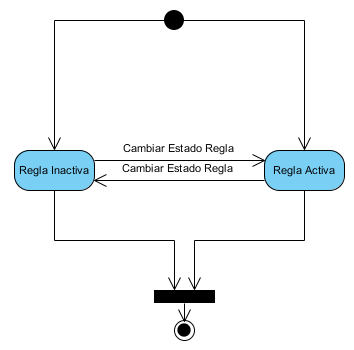 Cambiar Estado Regla
Regla Inactiva
Cambiar Estado Regla
Regla Activa